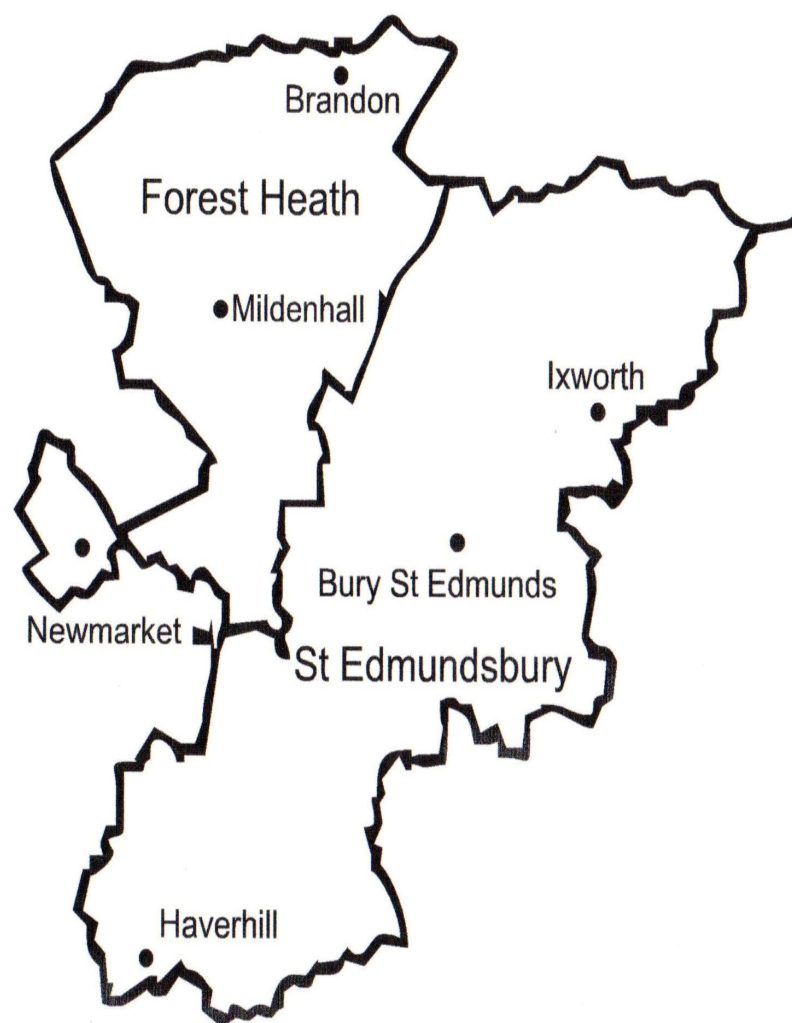 Brandon
Forest Heath
Mildenhall
Ixworth
Bury St Edmunds
Newmarket
St Edmundsbury
Haverhill